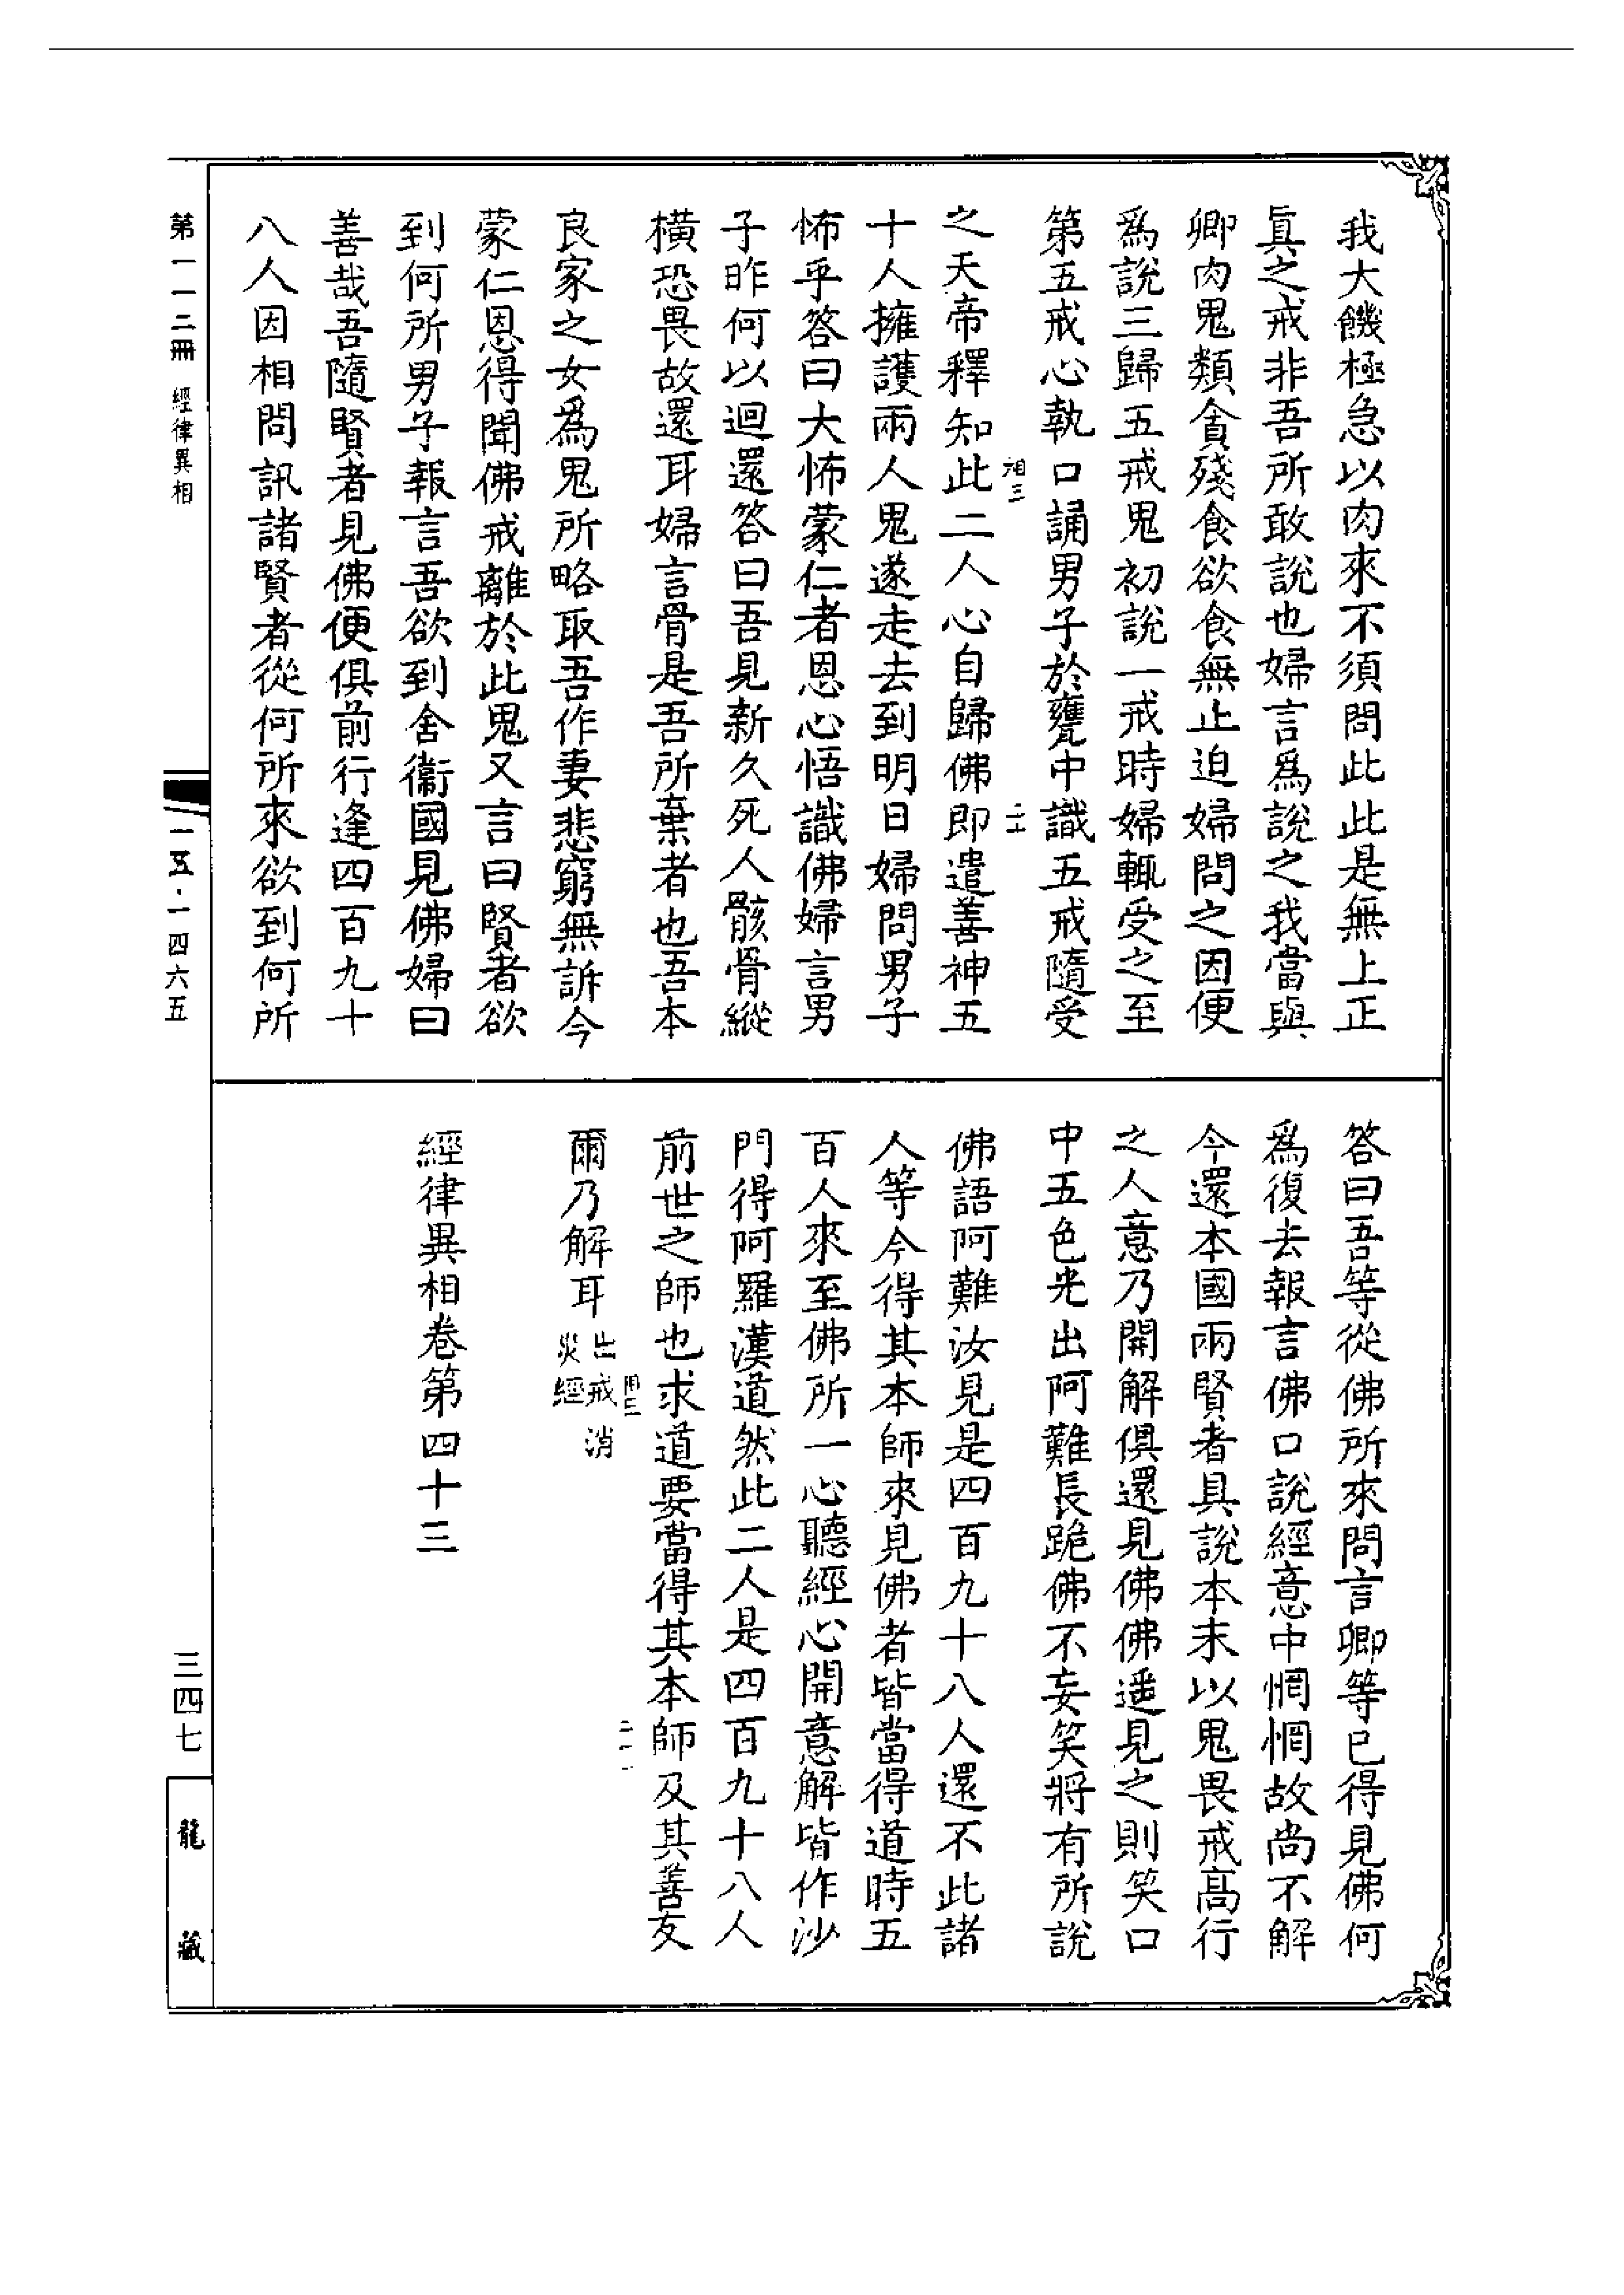 我大饑極急以肉來不須問此此是無上正
眞之戒非吾所敢說也婦言爲說之我當與
卿肉鬼類貪殘食欲食無止迫婦問之因便
爲說三歸五戒鬼初說一戒時婦輒受之至
第五戒心執口誦男子於甕中識五戒隨受
之天帝釋知此二人心自歸佛即遣善神五
十人擁護兩人鬼遂走去到明日婦問男子
怖乎答曰大怖蒙仁者恩心悟識佛婦言男
子昨何以迴還答曰吾見新久死人骸骨縱
橫恐畏故還耳婦言骨是吾所棄者也吾本
良家之女爲鬼所略取吾作妻悲窮無訴今
蒙仁恩得聞佛戒離於此鬼又言曰賢者欲
到何所男子報言吾欲到舍衞國見佛婦曰
善哉吾隨賢者見佛便俱前行逢四百九十
八人因相問訊諸賢者從何所來欲到何所
答曰吾等從佛所來問言卿等已得見佛何
爲復去報言佛口說經意中惘惘故尚不解
今還本國兩賢者具說本末以鬼畏戒高行
之人意乃開解俱還見佛佛遥見之則笑口
中五色光出阿難長跪佛不妄笑將有所說
佛語阿難汝見是四百九十八人還不此諸
人等今得其本師來見佛者皆當得道時五
百人來至佛所一心聽經心開意解皆作沙
門得阿羅漢道然此二人是四百九十八人
前世之師也求道要當得其本師及其善友
爾乃解耳出戒消
災經
經律異相卷第四十三
第一一二冊 經律異相
一五·一四六五
三四七
龍藏